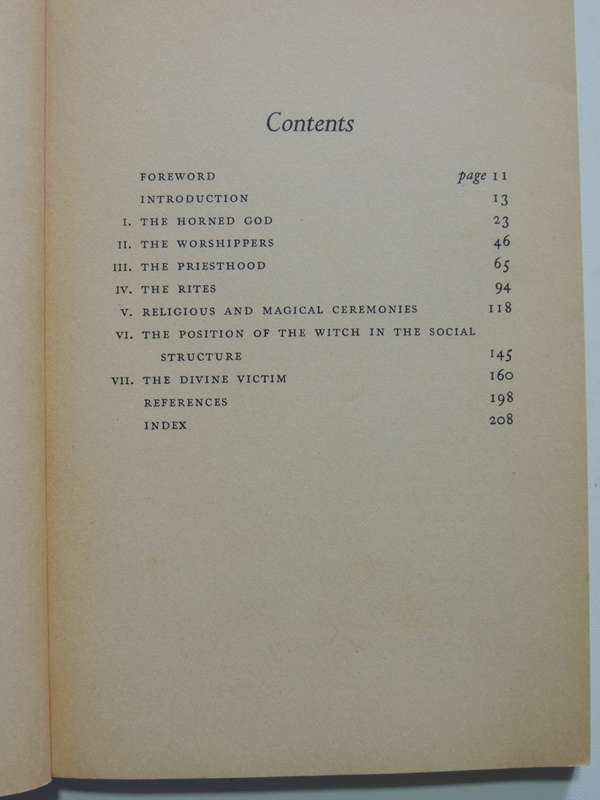 Contents
FOREWORD page 11
INTRODUCTION 13
I. THE HORNED GOD 23
II. THE WORSHIPPERS 46
III. THE PRIESTHOOD 65
IV. THE RITES 94
V. RELIGIOUS AND MAGICAL CEREMONIES 118
VI. THE POSITION OF THE WITCH IN THE SOCIAL
STRUCTURE 145
VII. THE DIVINE VICTIM 160
REFERENCES 198
INDEX 208